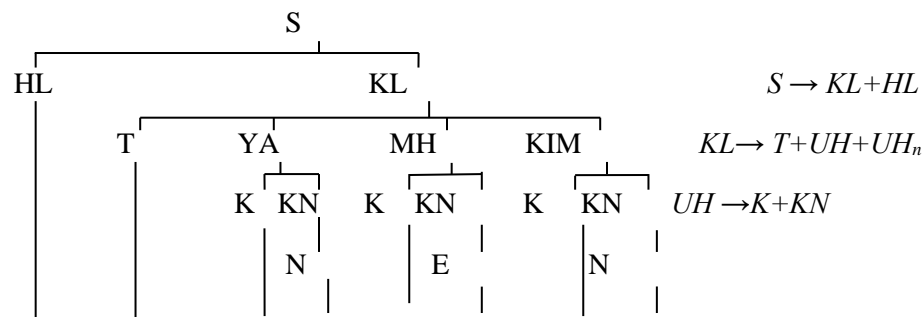 S
HL KL S → KL+HL
T YA MH KIM KL→ T+UH+UHn
K KN K KN K KN UH →K+KN
N E N